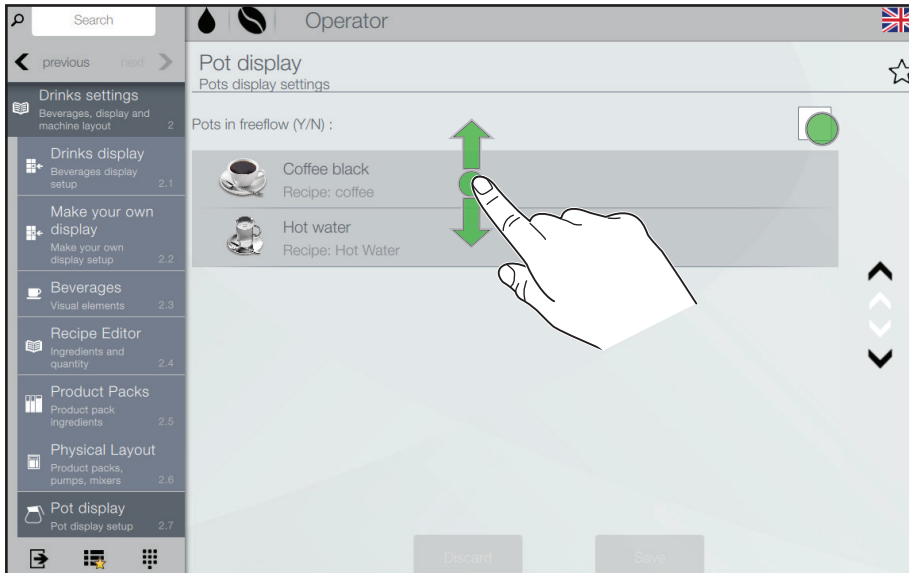 Search
Operator
previous next
Drinks settings
Beverages, display and
machine layout 2
Drinks display
Beverages display
setup 2.1
Make your own
display
Make your own
display setup 2.2
Beverages
Visual elements 2.3
Recipe Editor
Ingredients and
quantity 2.4
Product Packs
Product pack
ingredients 2.5
Physical Layout
Product packs,
pumps, mixers 2.6
Pot display
Pot display setup 2.7
Pot display
Pots display settings
Pots in freeflow (Y/N) :
Coffee black
Recipe: coffee
Hot water
Recipe: Hot Water
Discard Save